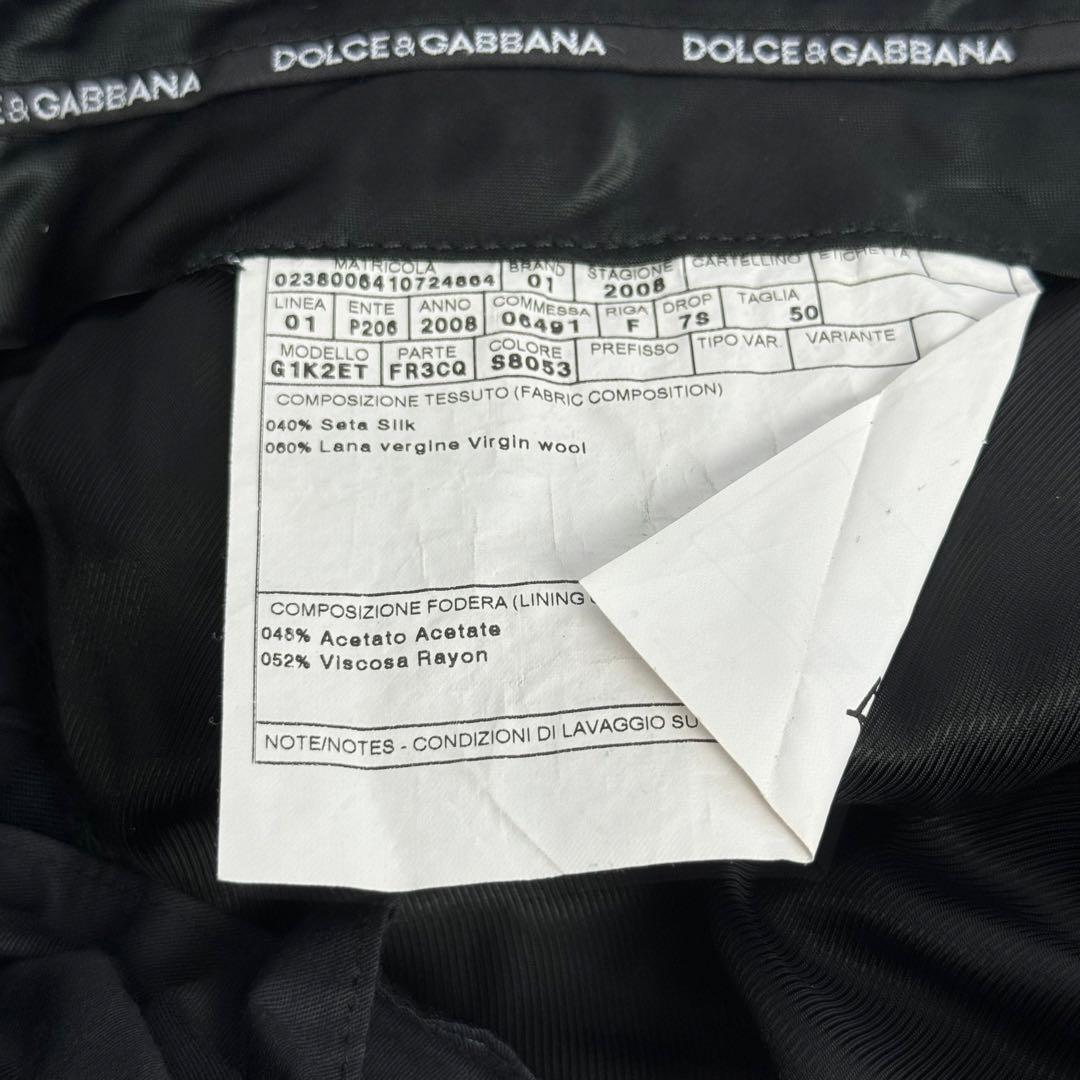 DOLCE&GABBANA DOLCE&GABBANA
E&GABBANA
MATRICOLA BRAND STAGIONE CARTELLINO ETICHETTA
01 2008
LINEA ENTE ANNO COMMESSA RIGA DROP TAGLIA
01 P206 2008 06491 F 7S 50
MODELLO PARTE COLORE PREFISSO TIPO VAR. VARIANTE
G1K2ET FR3CQ S8053
COMPOSIZIONE TESSUTO (FABRIC COMPOSITION)
040% Seta Silk
060% Lana vergine Virgin wool
COMPOSIZIONE FODERA (LINING
048% Acetato Acetate
052% Viscosa Rayon
NOTE/NOTES - CONDIZIONI DI LAVAGGIO SU